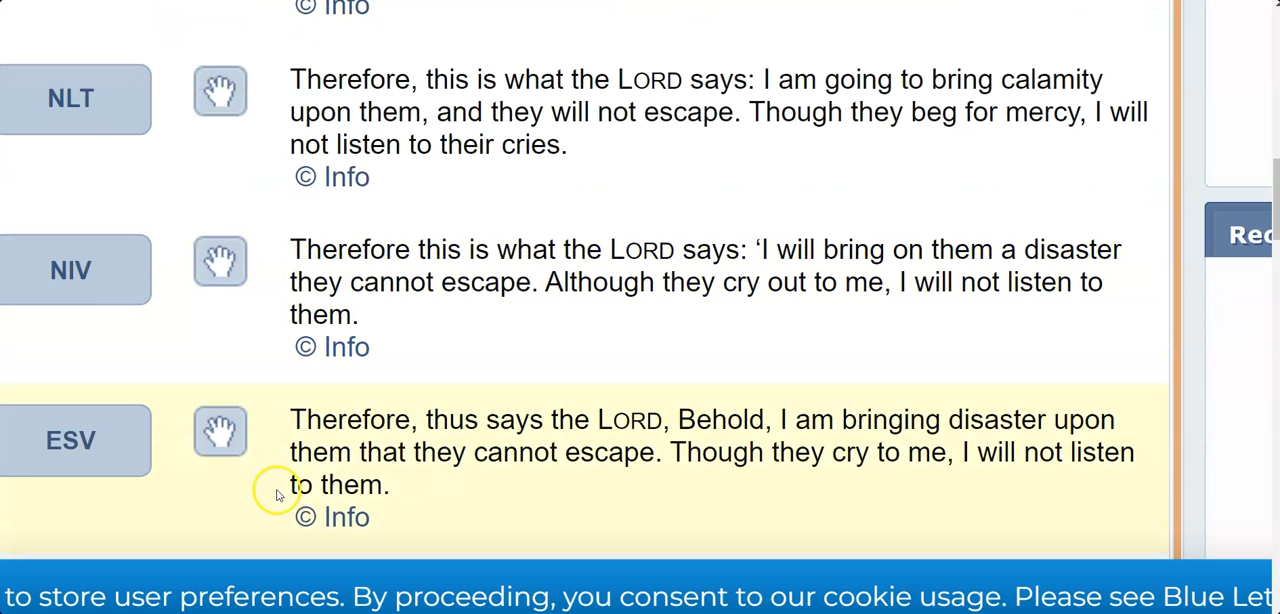 © Info
NLT
Therefore, this is what the LORD says: I am going to bring calamity
upon them, and they will not escape. Though they beg for mercy, I will
not listen to their cries.
© Info
NIV
Therefore this is what the LORD says: ‘I will bring on them a disaster
they cannot escape. Although they cry out to me, I will not listen to
them.
© Info
ESV
Therefore, thus says the LORD, Behold, I am bringing disaster upon
them that they cannot escape. Though they cry to me, I will not listen
to them.
© Info
Rec
to store user preferences. By proceeding, you consent to our cookie usage. Please see Blue Let